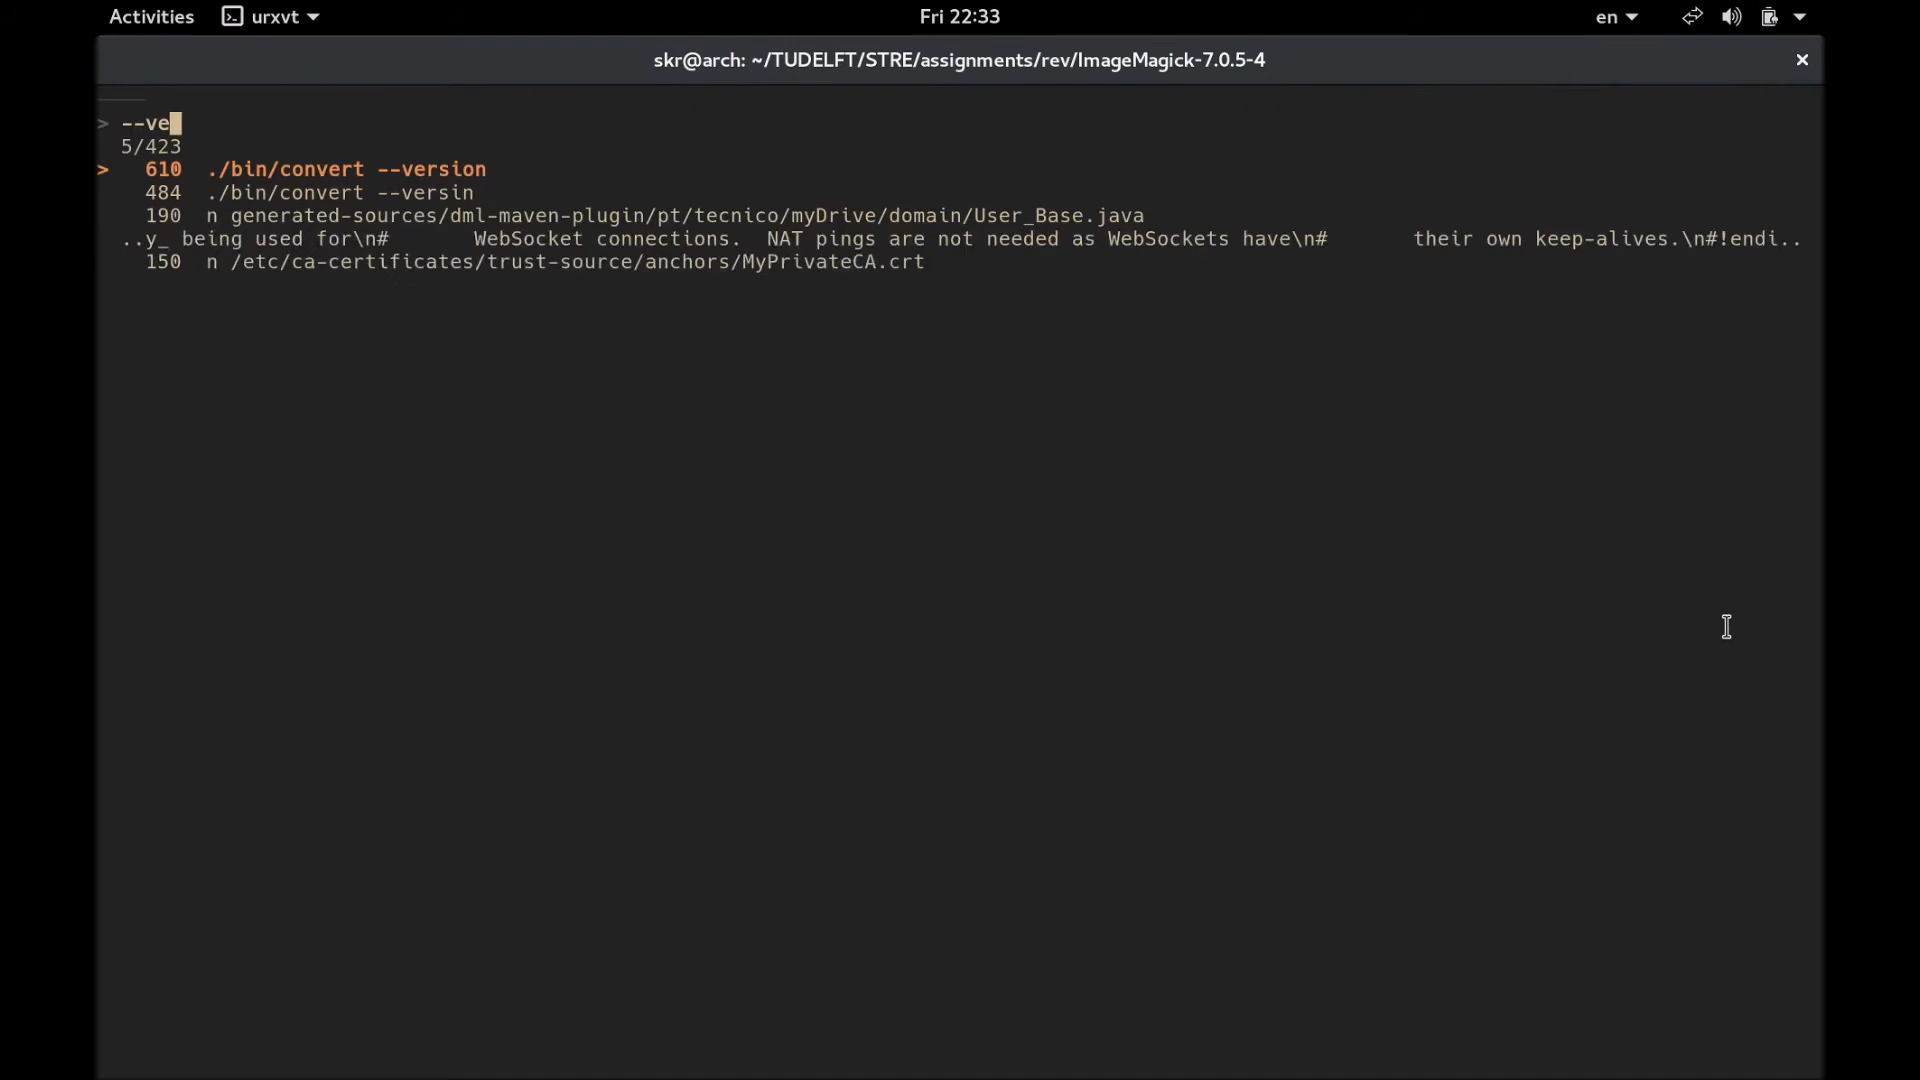 Activities urxvt Fri 22:33 en
skr@arch: ~/TUDELFT/STRE/assignments/rev/ImageMagick-7.0.5-4 ×
> --ve
5/423
> 610 ./bin/convert --version
484 ./bin/convert --versin
190 n generated-sources/dml-maven-plugin/pt/tecnico/myDrive/domain/User_Base.java
..y_ being used for\n# WebSocket connections. NAT pings are not needed as WebSockets have\n# their own keep-alives.\n#!endi..
150 n /etc/ca-certificates/trust-source/anchors/MyPrivateCA.crt